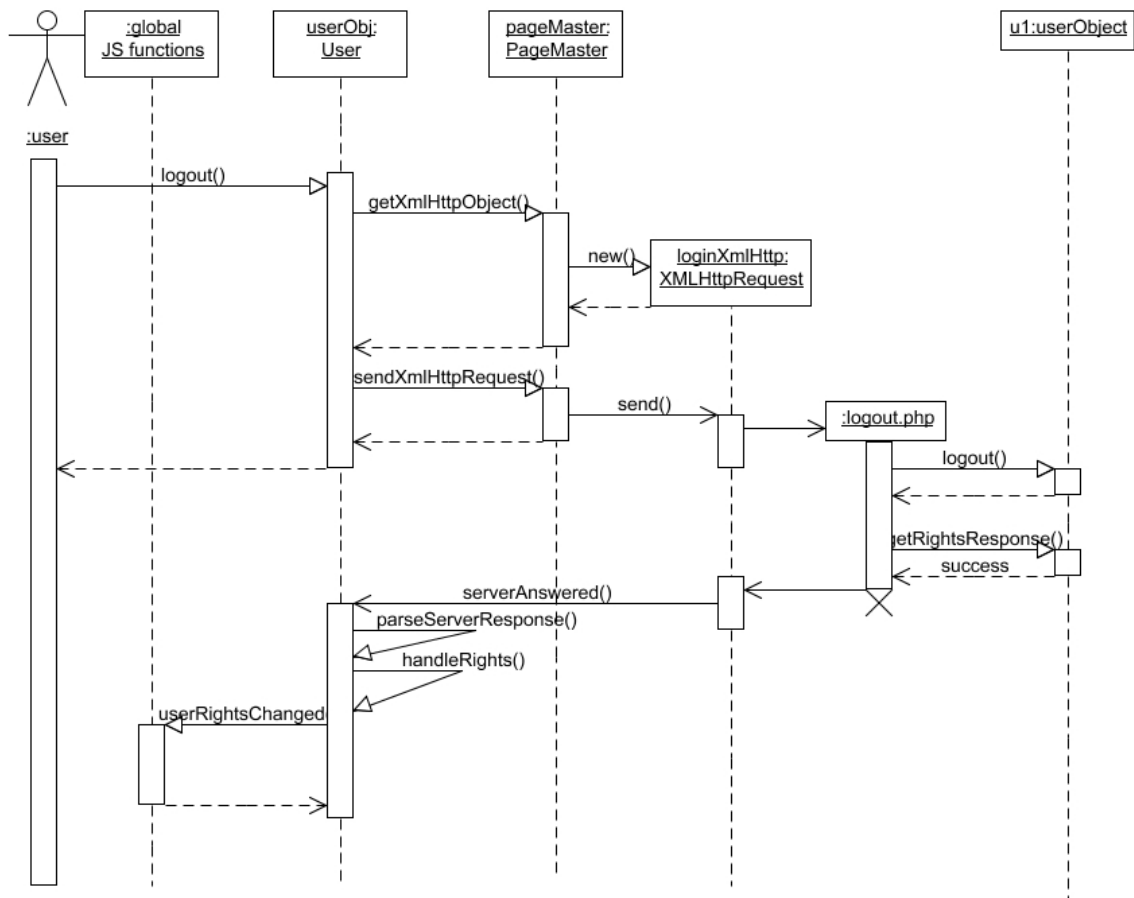 :global
JS functions
userObj:
User
pageMaster:
PageMaster
u1:userObject
:user
logout()
getXmlHttpObject()
new()
loginXmlHttp:
XMLHttpRequest
sendXmlHttpRequest()
send()
:logout.php
logout()
getRightsResponse()
success
serverAnswered()
parseServerResponse()
handleRights()
userRightsChanged(